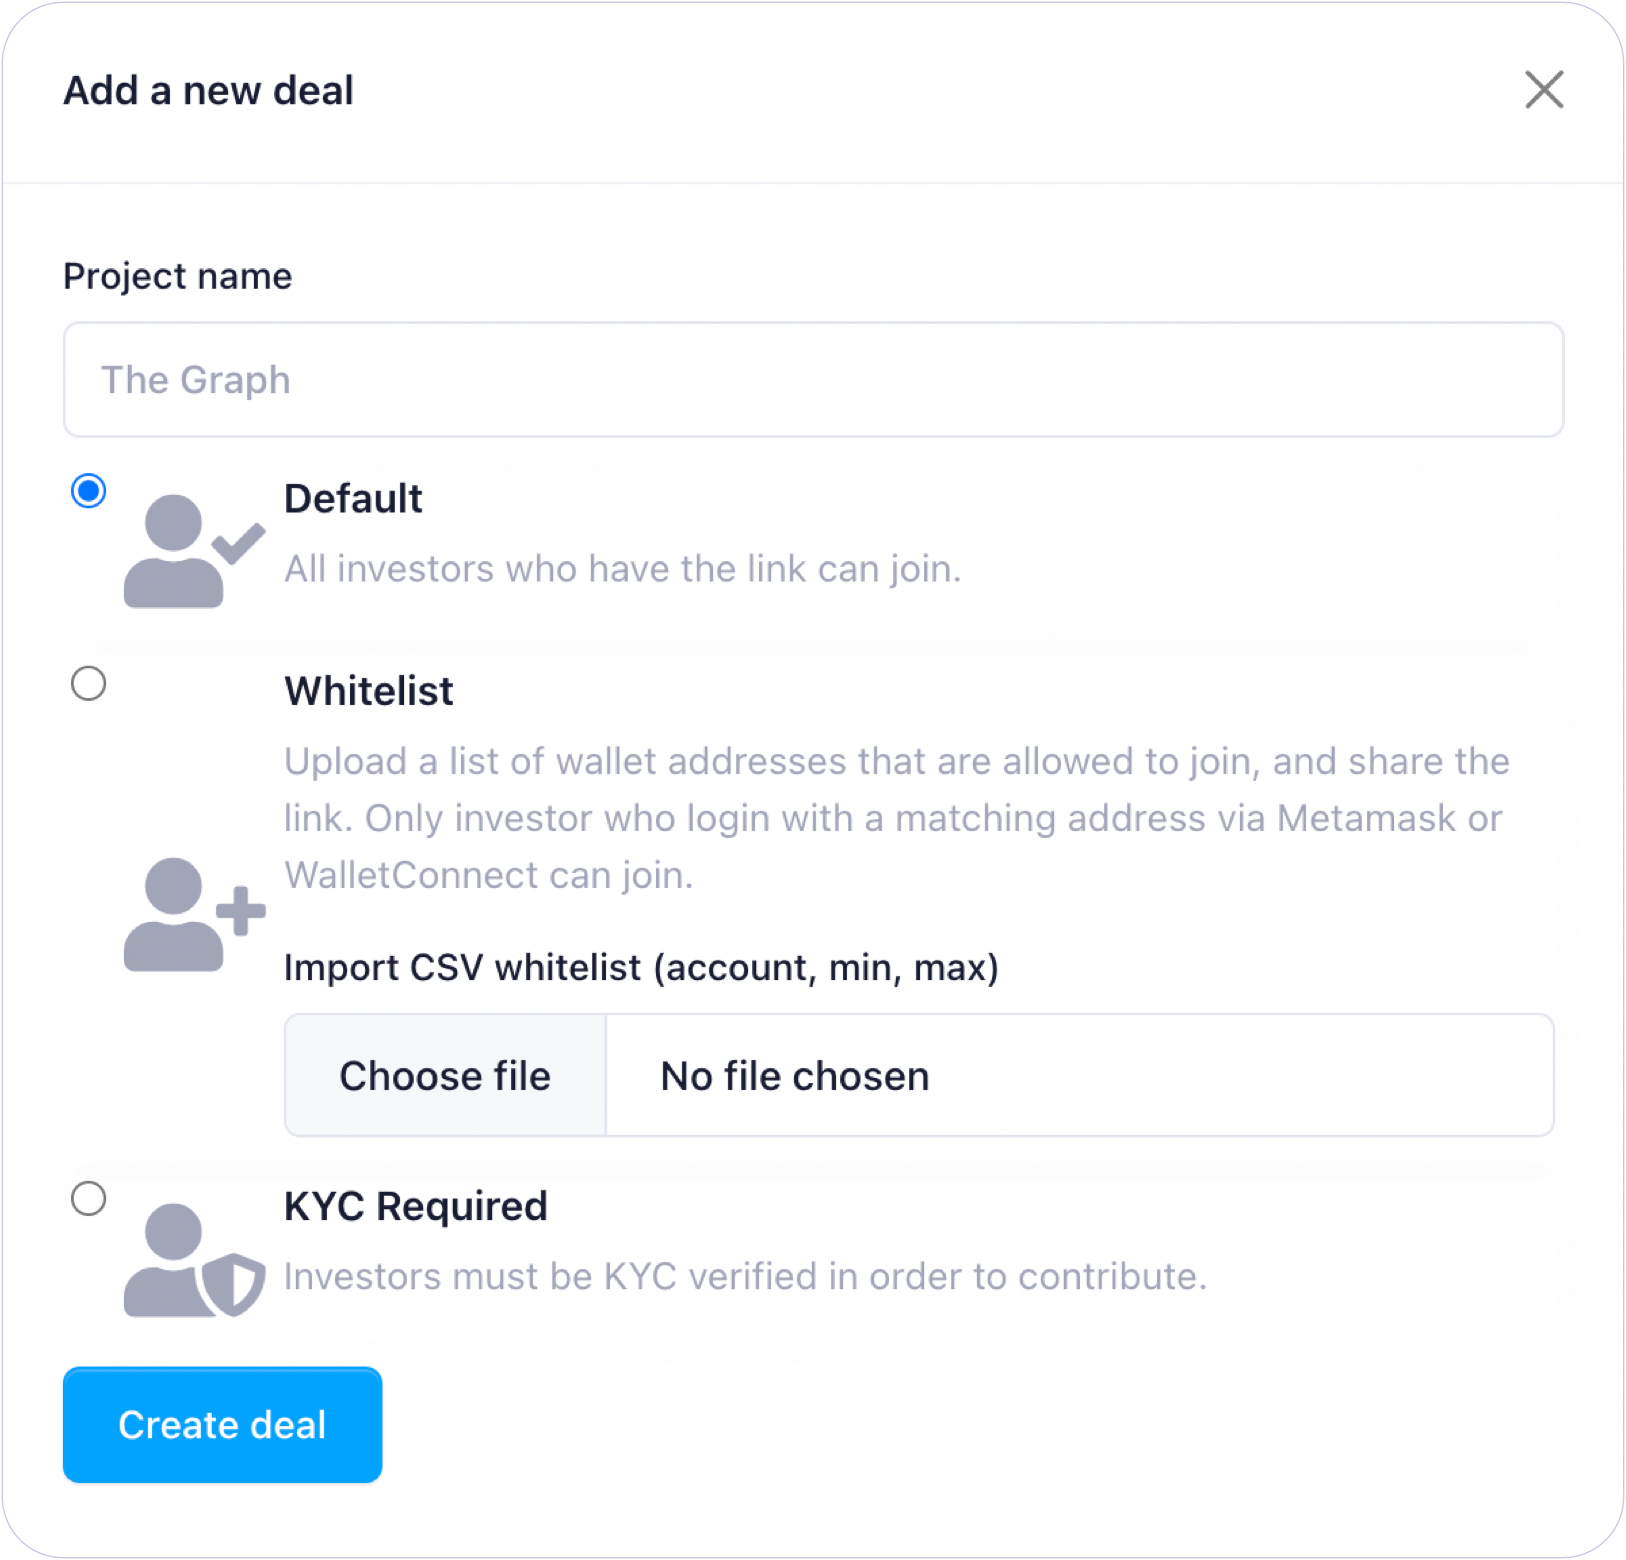 Add a new deal
Project name
The Graph
Default
All investors who have the link can join.
Whitelist
Upload a list of wallet addresses that are allowed to join, and share the
link. Only investor who login with a matching address via Metamask or
WalletConnect can join.
Import CSV whitelist (account, min, max)
Choose file No file chosen
KYC Required
Investors must be KYC verified in order to contribute.
Create deal